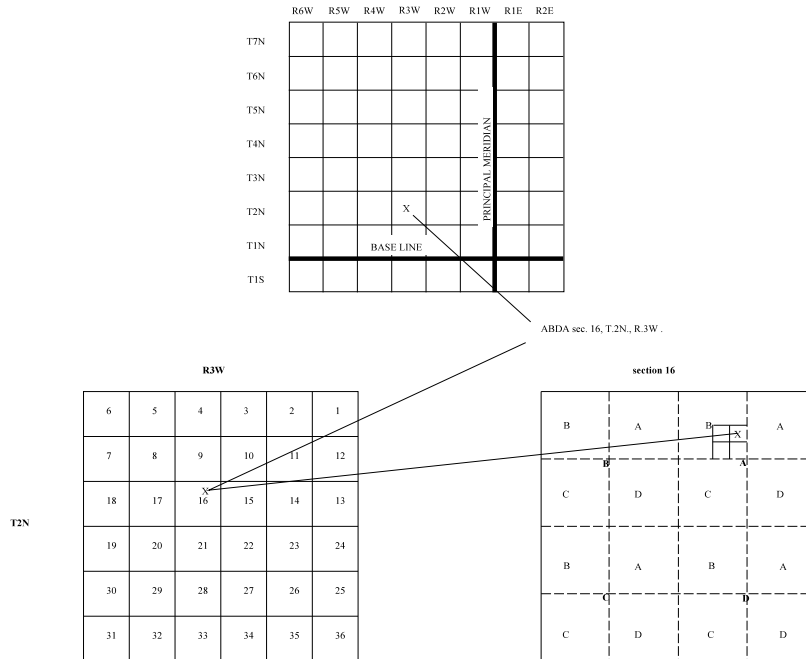 R6W R5W R4W R3W R2W R1W R1E R2E
T7N
T6N
T5N
T4N
T3N
T2N
T1N
T1S
X
PRINCIPAL MERIDIAN
BASE LINE
ABDA sec. 16, T.2N., R.3W .
R3W
6 5 4 3 2 1
7 8 9 10 11 12
X
18 17 16 15 14 13
T2N
19 20 21 22 23 24
30 29 28 27 26 25
31 32 33 34 35 36
section 16
B A B A
X
B A
C D C D
B A B A
C D
C D C D